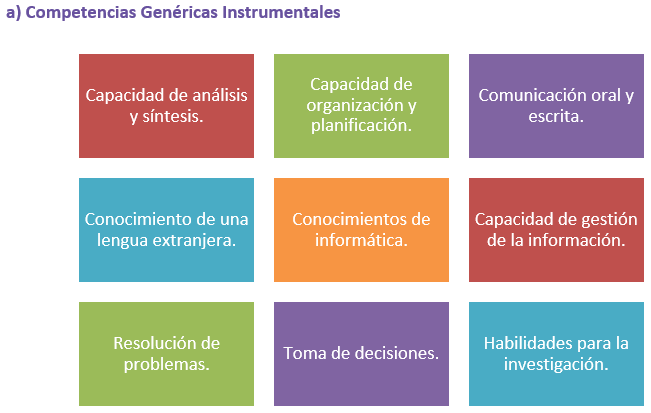 a) Competencias Genéricas Instrumentales
Capacidad de análisis
y síntesis.
Capacidad de
organización y
planificación.
Comunicación oral y
escrita.
Conocimiento de una
lengua extranjera.
Conocimientos de
informática.
Capacidad de gestión
de la información.
Resolución de
problemas.
Toma de decisiones.
Habilidades para la
investigación.